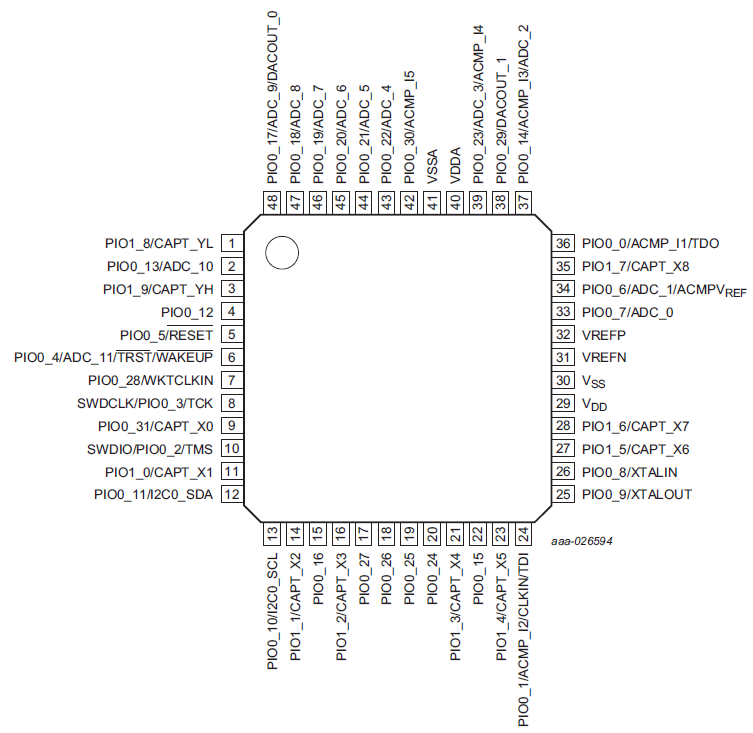 PIO0_17/ADC_9/DACOUT_0
PIO0_18/ADC_8
PIO0_19/ADC_7
PIO0_20/ADC_6
PIO0_21/ADC_5
PIO0_22/ADC_4
PIO0_30/ACMP_I5
VSSA
VDDA
PIO0_23/ADC_3/ACMP_I4
PIO0_29/DACOUT_1
PIO0_14/ACMP_I3/ADC_2
48 47 46 45 44 43 42 41 40 39 38 37
PIO1_8/CAPT_YL 1
PIO0_13/ADC_10 2
PIO1_9/CAPT_YH 3
PIO0_12 4
PIO0_5/RESET 5
PIO0_4/ADC_11/TRST/WAKEUP 6
PIO0_28/WKTCLKIN 7
SWDCLK/PIO0_3/TCK 8
PIO0_31/CAPT_X0 9
SWDIO/PIO0_2/TMS 10
PIO1_0/CAPT_X1 11
PIO0_11/I2C0_SDA 12
36 PIO0_0/ACMP_I1/TDO
35 PIO1_7/CAPT_X8
34 PIO0_6/ADC_1/ACMPVREF
33 PIO0_7/ADC_0
32 VREFP
31 VREFN
30 VSS
29 VDD
28 PIO1_6/CAPT_X7
27 PIO1_5/CAPT_X6
26 PIO0_8/XTALIN
25 PIO0_9/XTALOUT
13 14 15 16 17 18 19 20 21 22 23 24
PIO0_10/I2C0_SCL
PIO1_1/CAPT_X2
PIO0_16
PIO1_2/CAPT_X3
PIO0_27
PIO0_26
PIO0_25
PIO0_24
PIO1_3/CAPT_X4
PIO0_15
PIO1_4/CAPT_X5
PIO0_1/ACMP_I2/CLKIN/TDI
aaa-026594